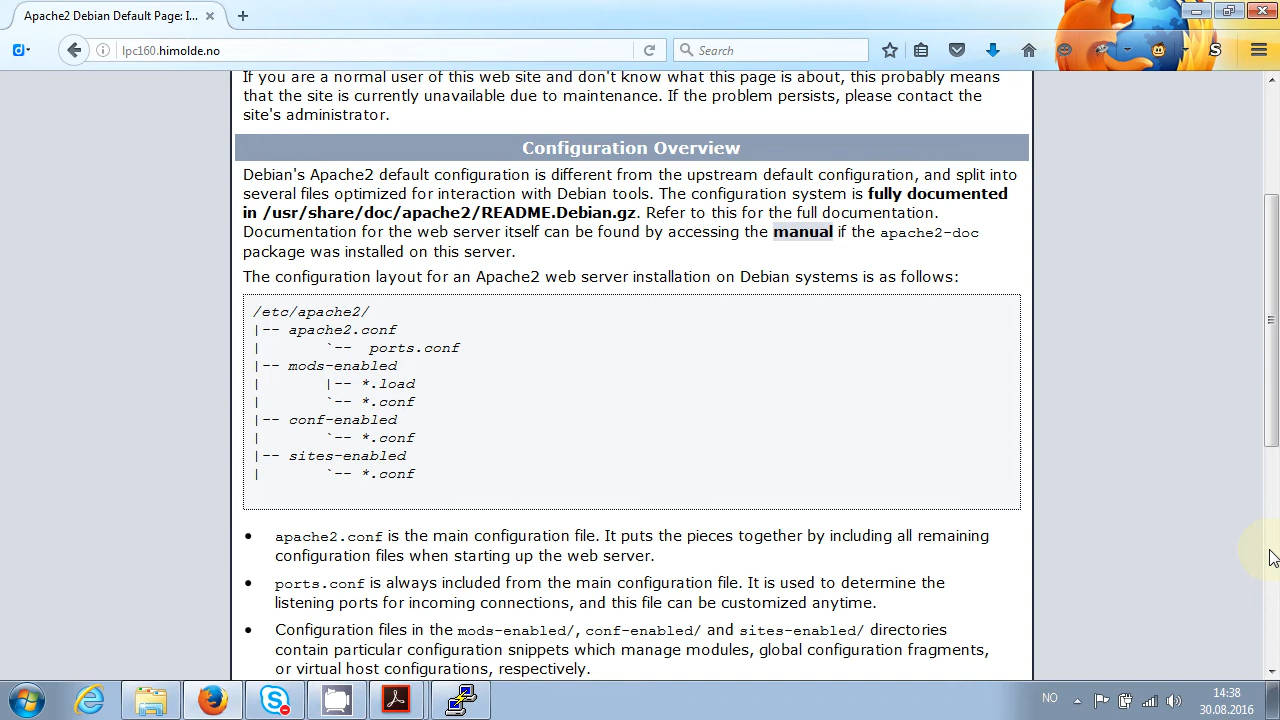 Apache2 Debian Default Page: I...
lpc160.himolde.no
Search
If you are a normal user of this web site and don't know what this page is about, this probably means
that the site is currently unavailable due to maintenance. If the problem persists, please contact the
site's administrator.
Configuration Overview
Debian's Apache2 default configuration is different from the upstream default configuration, and split into
several files optimized for interaction with Debian tools. The configuration system is fully documented
in /usr/share/doc/apache2/README.Debian.gz. Refer to this for the full documentation.
Documentation for the web server itself can be found by accessing the manual if the apache2-doc
package was installed on this server.
The configuration layout for an Apache2 web server installation on Debian systems is as follows:
/etc/apache2/
|-- apache2.conf
|       `--  ports.conf
|-- mods-enabled
|       |-- *.load
|       `-- *.conf
|-- conf-enabled
|       `-- *.conf
|-- sites-enabled
|       `-- *.conf
• apache2.conf is the main configuration file. It puts the pieces together by including all remaining
configuration files when starting up the web server.
• ports.conf is always included from the main configuration file. It is used to determine the
listening ports for incoming connections, and this file can be customized anytime.
• Configuration files in the mods-enabled/, conf-enabled/ and sites-enabled/ directories
contain particular configuration snippets which manage modules, global configuration fragments,
or virtual host configurations, respectively.
NO
14:38
30.08.2016